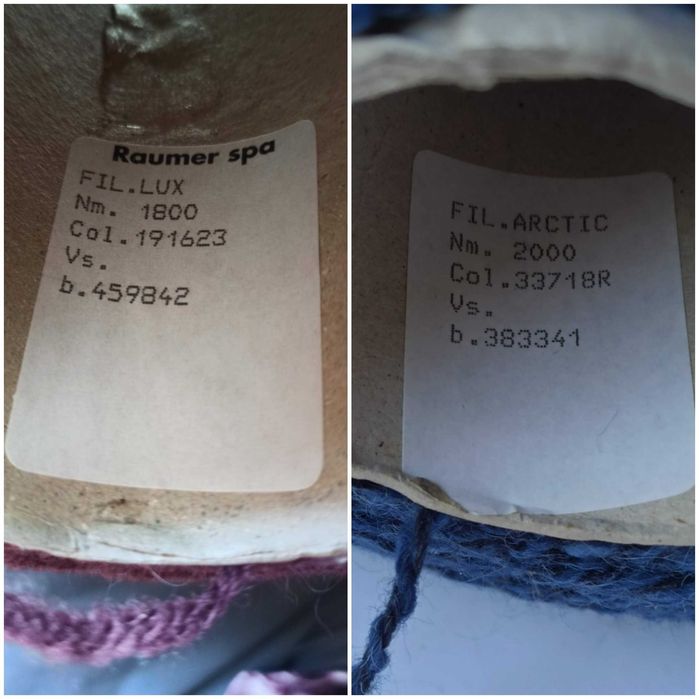 Raumer spa
FIL.LUX
Nm. 1800
Col.191623
Vs.
b.459842
FIL.ARCTIC
Nm. 2000
Col.33718R
Vs.
b.383341